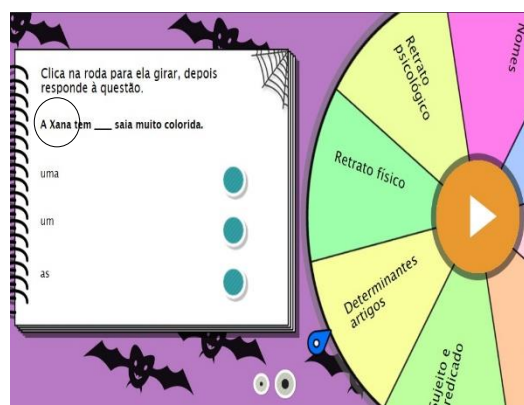 Clica na roda para ela girar, depois
responde à questão.
A Xana tem ___ saia muito colorida.
uma
um
as
Nomes
Retrato
psicológico
Retrato físico
Determinantes
artigos
Sujeito e
redicado